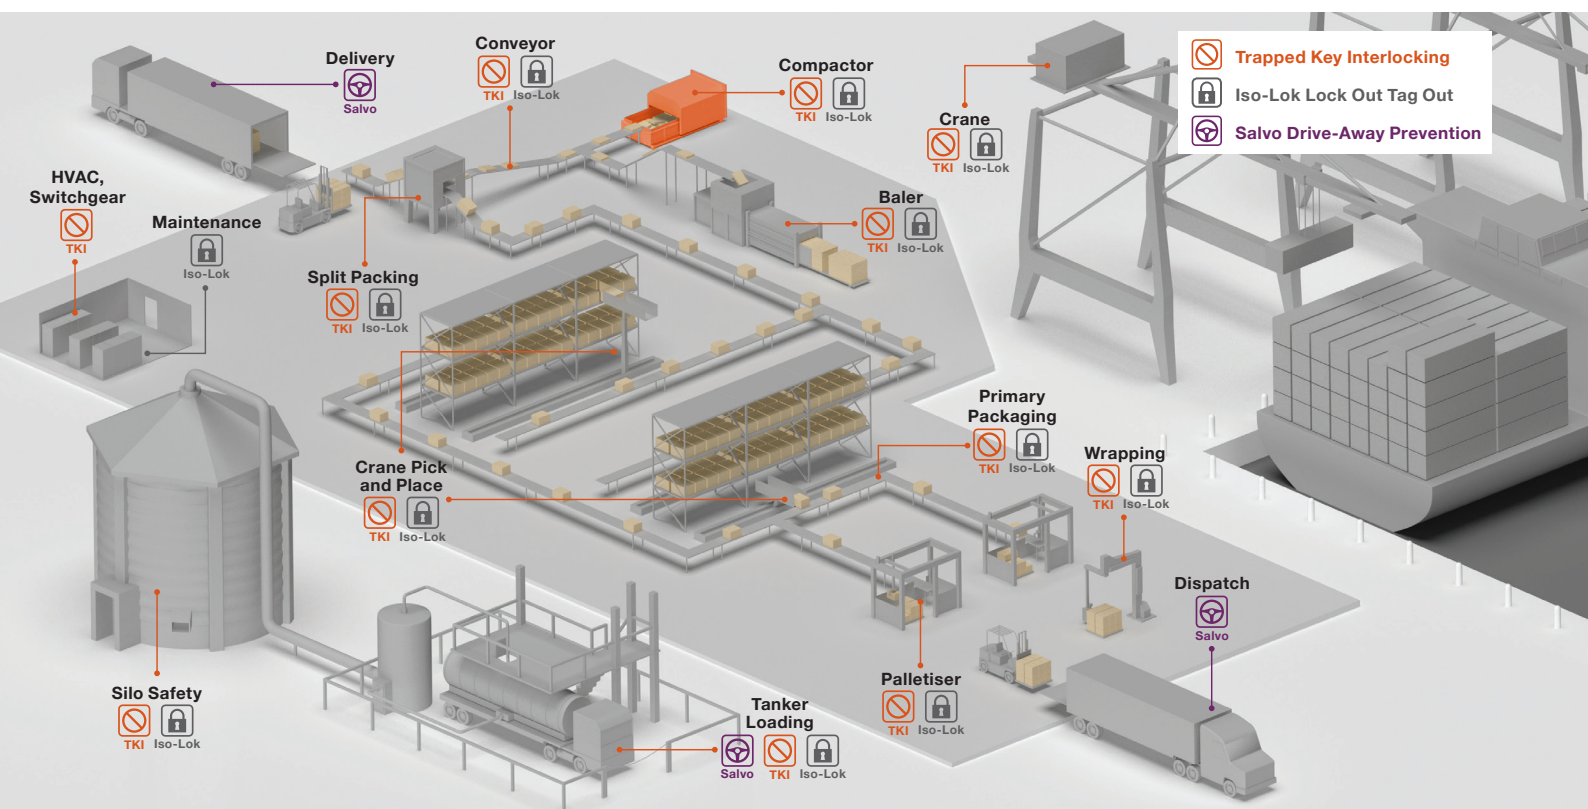 Delivery
Salvo
Conveyor
TKI Iso-Lok
Compactor
TKI Iso-Lok
Crane
TKI Iso-Lok
Trapped Key Interlocking
Iso-Lok Lock Out Tag Out
Salvo Drive-Away Prevention
HVAC,
Switchgear
TKI
Maintenance
Iso-Lok
Split Packing
TKI Iso-Lok
Baler
TKI Iso-Lok
Crane Pick
and Place
TKI Iso-Lok
Primary
Packaging
TKI Iso-Lok
Wrapping
TKI Iso-Lok
Dispatch
Salvo
Silo Safety
TKI Iso-Lok
Tanker
Loading
Salvo TKI Iso-Lok
Palletiser
TKI Iso-Lok